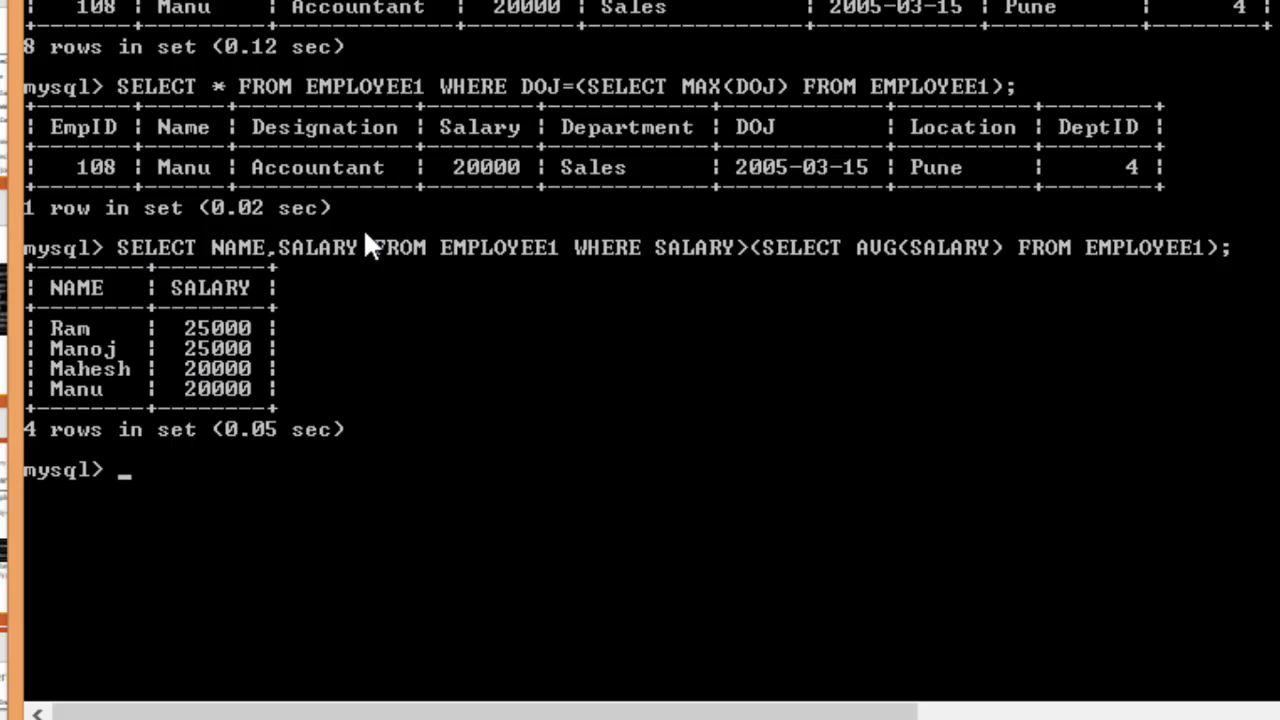 ¦ 108 ¦ Manu ¦ Accountant ¦ 20000 ¦ Sales ¦ 2005-03-15 ¦ Pune ¦ 4 ¦
8 rows in set (0.12 sec)
mysql> SELECT * FROM EMPLOYEE1 WHERE DOJ=(SELECT MAX(DOJ) FROM EMPLOYEE1);
¦ EmpID ¦ Name ¦ Designation ¦ Salary ¦ Department ¦ DOJ ¦ Location ¦ DeptID ¦
¦ 108 ¦ Manu ¦ Accountant ¦ 20000 ¦ Sales ¦ 2005-03-15 ¦ Pune ¦ 4 ¦
1 row in set (0.02 sec)
mysql> SELECT NAME,SALARY FROM EMPLOYEE1 WHERE SALARY>(SELECT AVG(SALARY) FROM EMPLOYEE1);
¦ NAME ¦ SALARY ¦
¦ Ram ¦ 25000 ¦
¦ Manoj ¦ 25000 ¦
¦ Mahesh ¦ 20000 ¦
¦ Manu ¦ 20000 ¦
4 rows in set (0.05 sec)
mysql> _